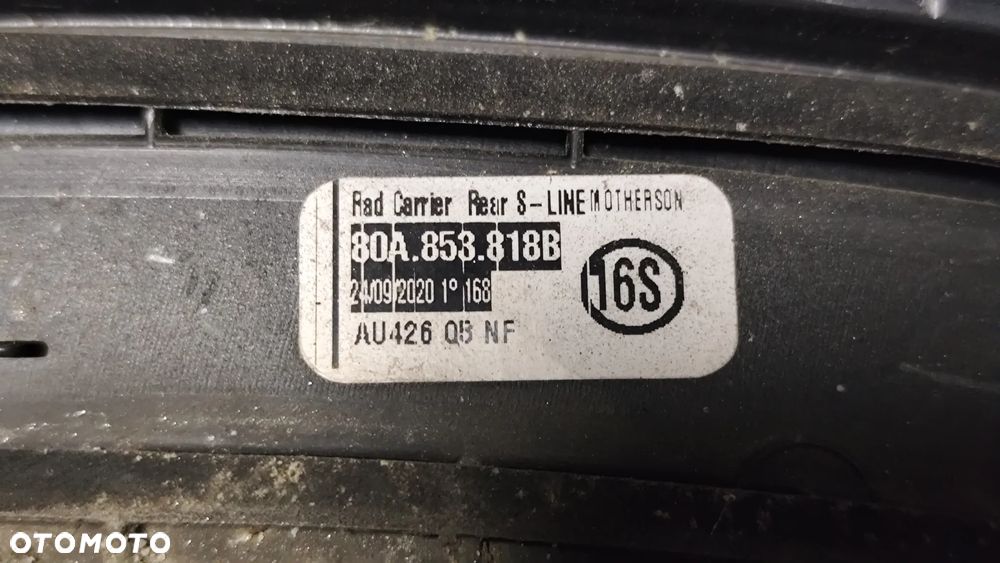 Rad Carrier Rear S-LINE MOTHERSON
80A.853.818B
24/09/2020 1° 168
16S
AU426 Q5 NF
OTOMOTO